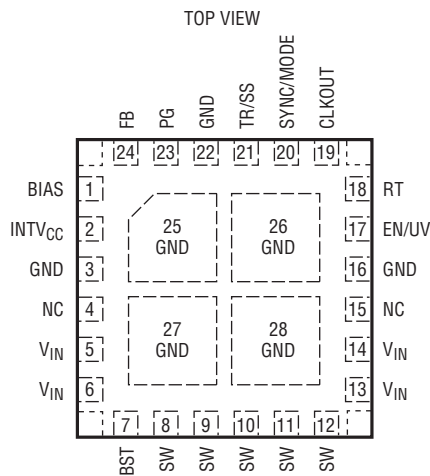 TOP VIEW
FB
PG
GND
TR/SS
SYNC/MODE
CLKOUT
24 23 22 21 20 19
BIAS 1
18 RT
INTVCC 2
17 EN/UV
GND 3
16 GND
NC 4
15 NC
VIN 5
14 VIN
VIN 6
13 VIN
25
GND
26
GND
27
GND
28
GND
7 8 9 10 11 12
BST
SW
SW
SW
SW
SW